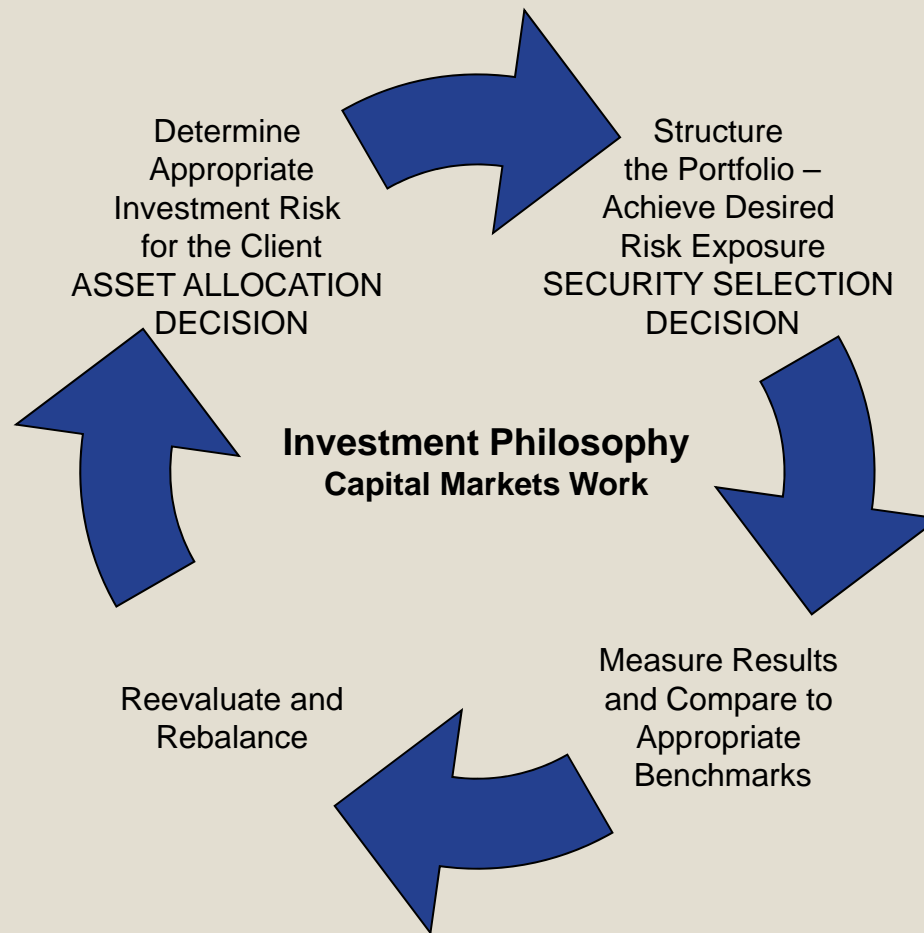 Determine
Appropriate
Investment Risk
for the Client
ASSET ALLOCATION
DECISION
Structure
the Portfolio –
Achieve Desired
Risk Exposure
SECURITY SELECTION
DECISION
Investment Philosophy
Capital Markets Work
Measure Results
and Compare to
Appropriate
Benchmarks
Reevaluate and
Rebalance